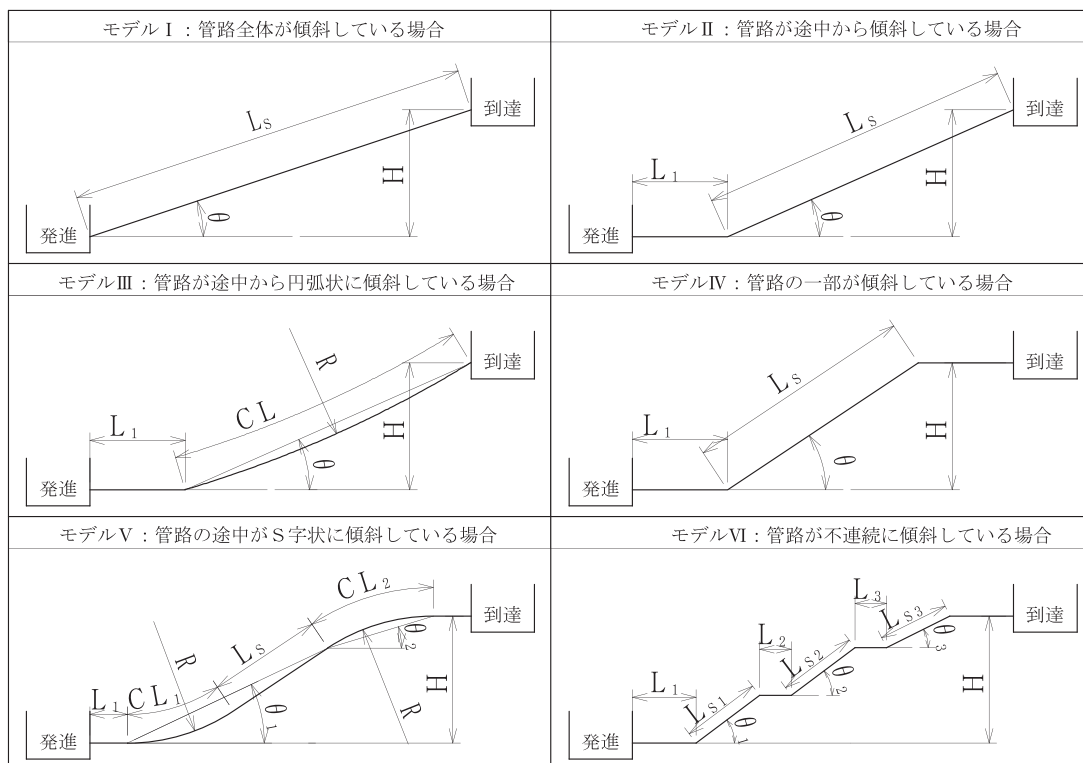 モデルⅠ：管路全体が傾斜している場合
Ls
H
θ
発進
到達
モデルⅡ：管路が途中から傾斜している場合
L1
Ls
H
θ
発進
到達
モデルⅢ：管路が途中から円弧状に傾斜している場合
R
CL
L1
H
θ
発進
到達
モデルⅣ：管路の一部が傾斜している場合
Ls
L1
H
θ
発進
到達
モデルⅤ：管路の途中がS字状に傾斜している場合
CL2
R
Ls
θ2
L1
CL1
θ1
R
H
発進
到達
モデルⅥ：管路が不連続に傾斜している場合
L3
Ls3
θ3
L2
Ls2
θ2
L1
Ls1
θ1
H
発進
到達